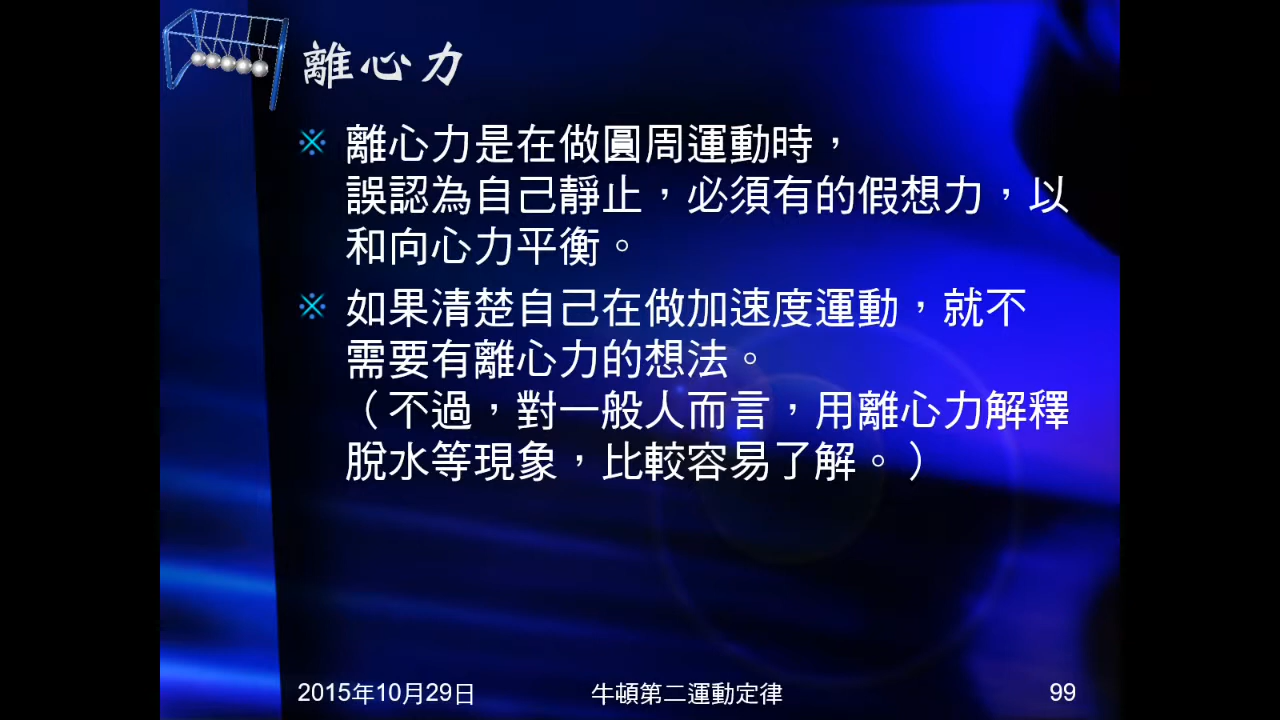 離心力
※ 離心力是在做圓周運動時，
誤認為自己靜止，必須有的假想力，以
和向心力平衡。
※ 如果清楚自己在做加速度運動，就不
需要有離心力的想法。
（不過，對一般人而言，用離心力解釋
脫水等現象，比較容易了解。）
2015年10月29日 牛頓第二運動定律 99